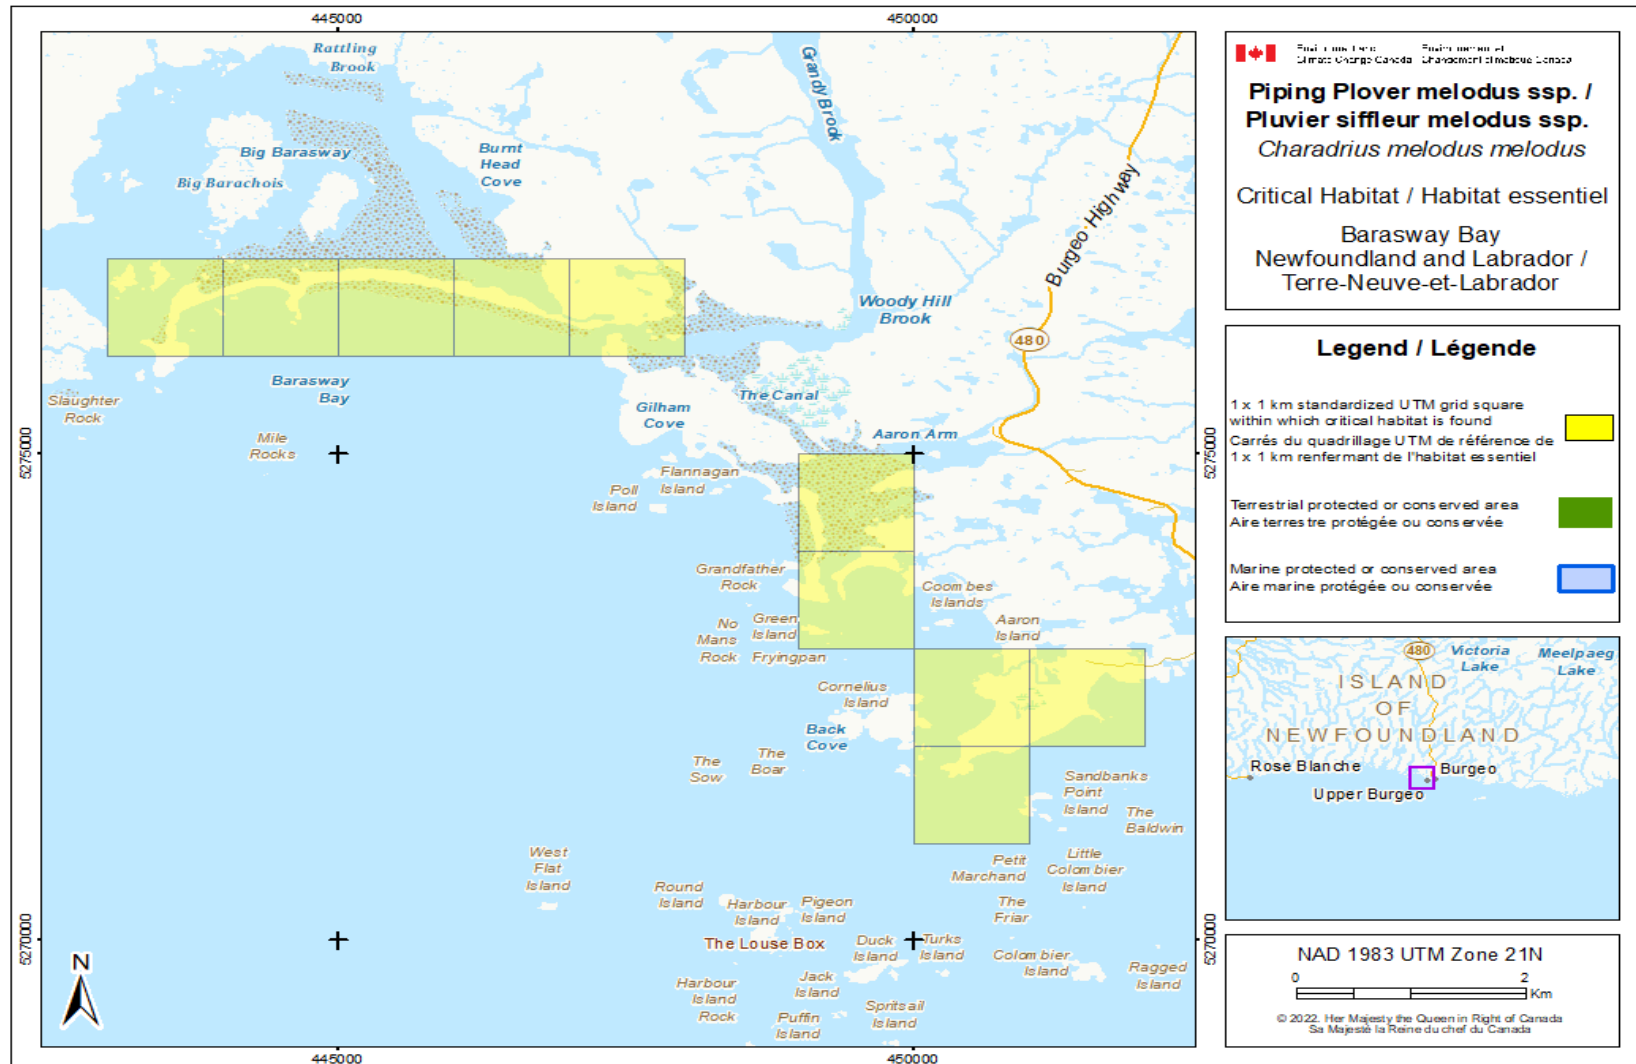 445000
450000
Rattling
Brook
Grandy Brook
Big Barasway
Burnt
Head
Cove
Big Barachois
Burgeo Highway
Woody Hill
Brook
480
Barasway
Bay
Slaughter
Rock
The Canal
Gilham
Cove
Mile
Rocks
Aaron Arm
5275000
5275000
Flannagan
Island
Poll
Island
Grandfather
Rock
Coombes
Islands
Green
Island
No
Mans
Rock
Fryingpan
Aaron
Island
Cornelius
Island
Back
Cove
The
Sow
The
Boar
Sandbanks
Point
Island
The
Baldwin
West
Flat
Island
Petit
Marchand
Little
Colombier
Island
Round
Island
Harbour
Island
Pigeon
Island
The
Friar
The Louse Box
Duck
Island
Turks
Island
Colombier
Island
Ragged
Island
5270000
5270000
N
Harbour
Island
Rock
Jack
Island
Puffin
Island
Spritsail
Island
445000
450000
Climate Change Canada
Changement climatique Canada
Piping Plover melodus ssp. /
Pluvier siffleur melodus ssp.
Charadrius melodus melodus
Critical Habitat / Habitat essentiel
Barasway Bay
Newfoundland and Labrador /
Terre-Neuve-et-Labrador
Legend / Légende
1 x 1 km standardized UTM grid square
within which critical habitat is found
Carrés du quadrillage UTM de référence de
1 x 1 km renfermant de l'habitat essentiel
Terrestrial protected or conserved area
Aire terrestre protégée ou conservée
Marine protected or conserved area
Aire marine protégée ou conservée
480
Victoria
Lake
Meelpaeg
Lake
ISLAND
OF
NEWFOUNDLAND
Rose Blanche
Burgeo
Upper Burgeo
NAD 1983 UTM Zone 21N
0 2
Km
© 2022. Her Majesty the Queen in Right of Canada
Sa Majesté la Reine du chef du Canada